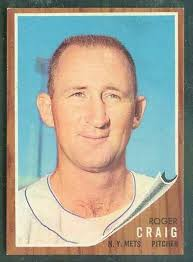 ROGER
CRAIG
N. Y. METS PITCHER